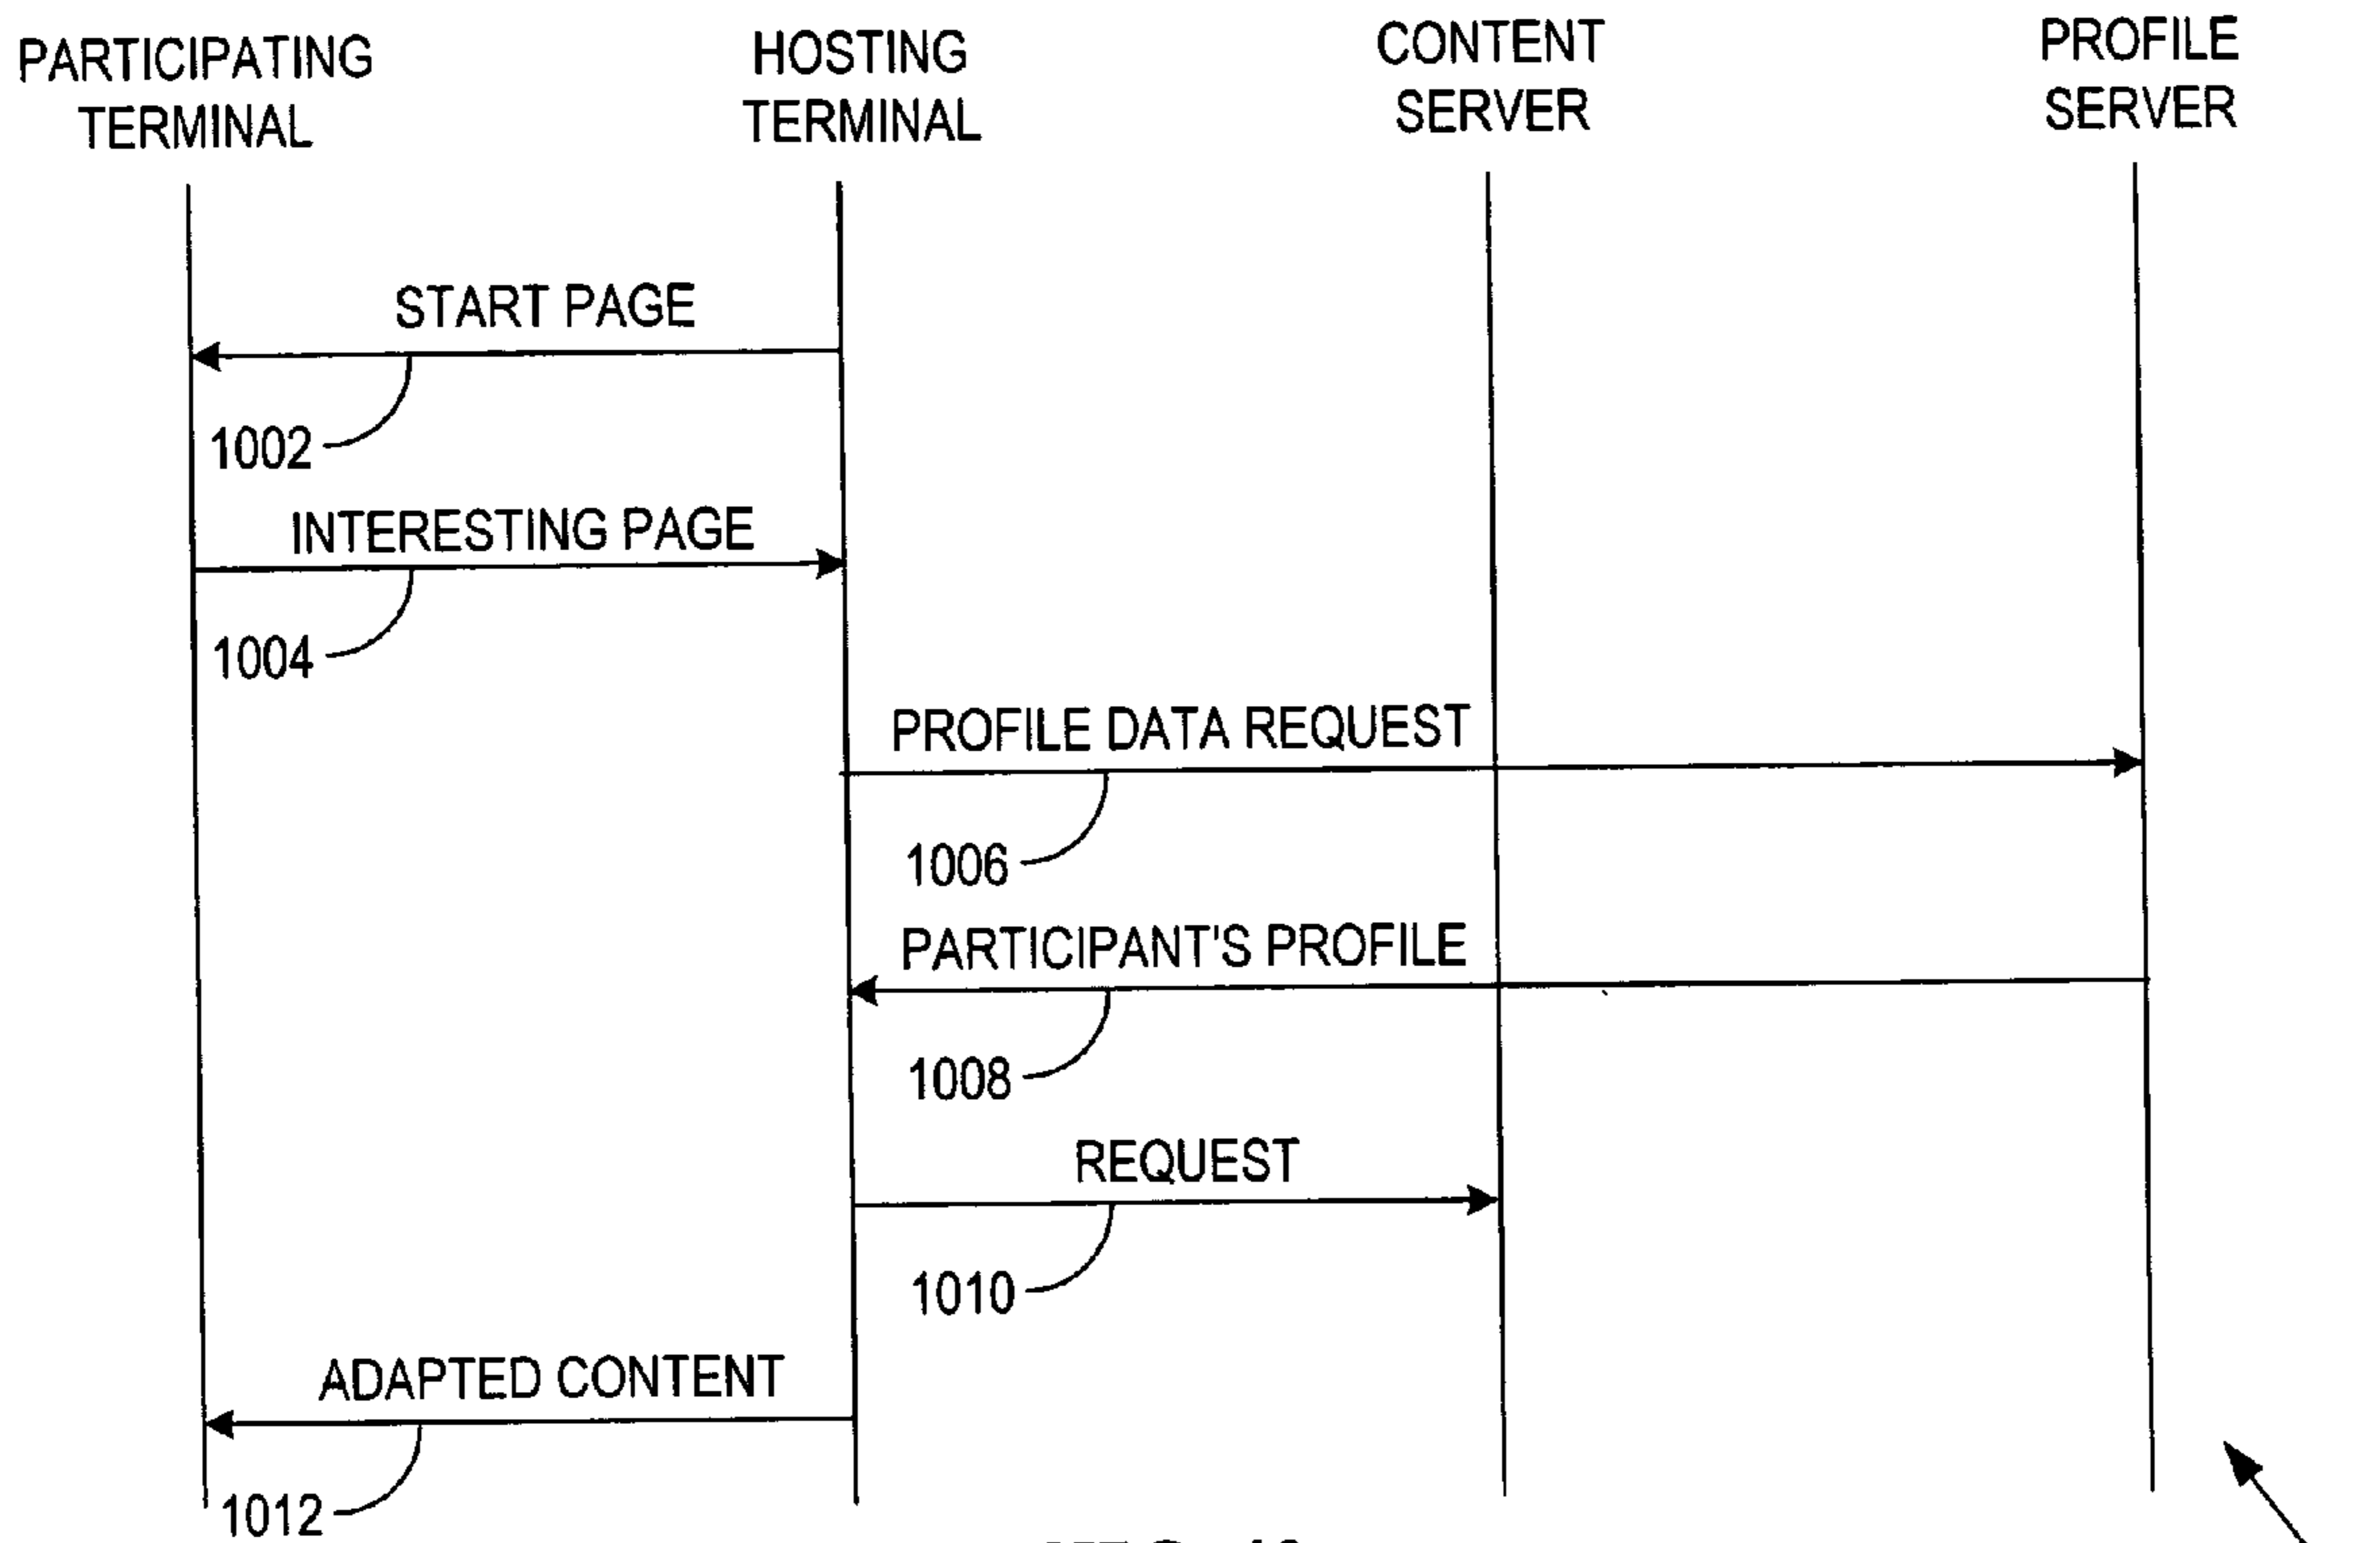 PARTICIPATING
TERMINAL
HOSTING
TERMINAL
CONTENT
SERVER
PROFILE
SERVER
START PAGE
1002
INTERESTING PAGE
1004
PROFILE DATA REQUEST
1006
PARTICIPANT'S PROFILE
1008
REQUEST
1010
ADAPTED CONTENT
1012